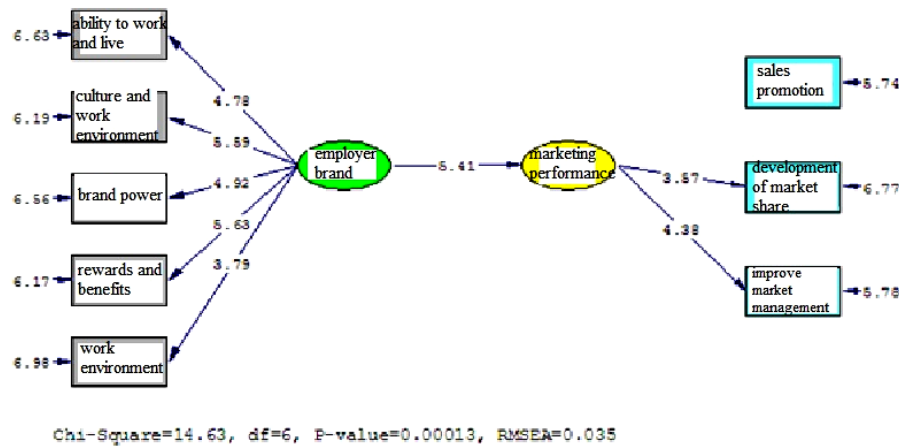 ability to work
and live
6.63
culture and
work
environment
6.19
brand power
6.56
rewards and
benefits
6.17
work
environment
6.98
4.78
5.59
4.92
5.63
3.79
employer
brand
5.41
marketing
performance
3.57
4.38
sales
promotion
5.74
development
of market
share
6.77
improve
market
management
5.78
Chi-Square=14.63, df=6, P-value=0.00013, RMSEA=0.035